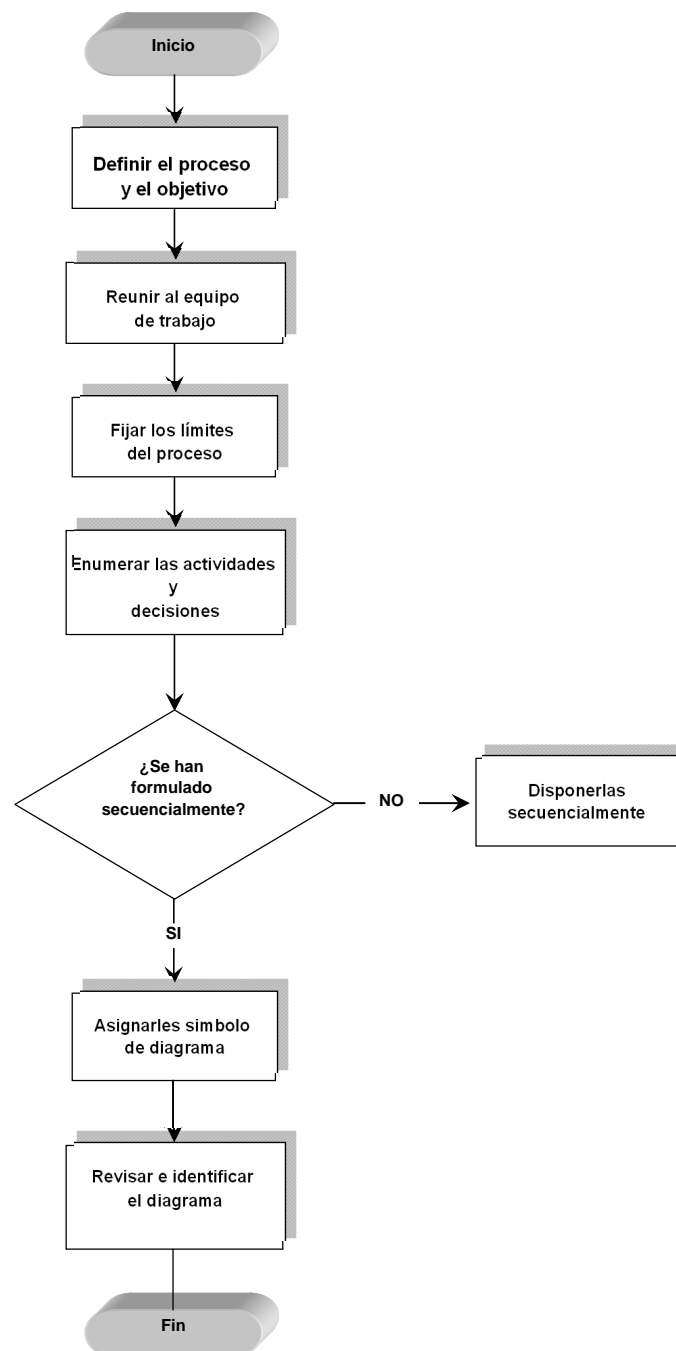 Inicio
Definir el proceso
y el objetivo
Reunir al equipo
de trabajo
Fijar los límites
del proceso
Enumerar las actividades
y
decisiones
¿Se han
formulado
secuencialmente?
NO
Disponerlas
secuencialmente
SI
Asignarles simbolo
de diagrama
Revisar e identificar
el diagrama
Fin